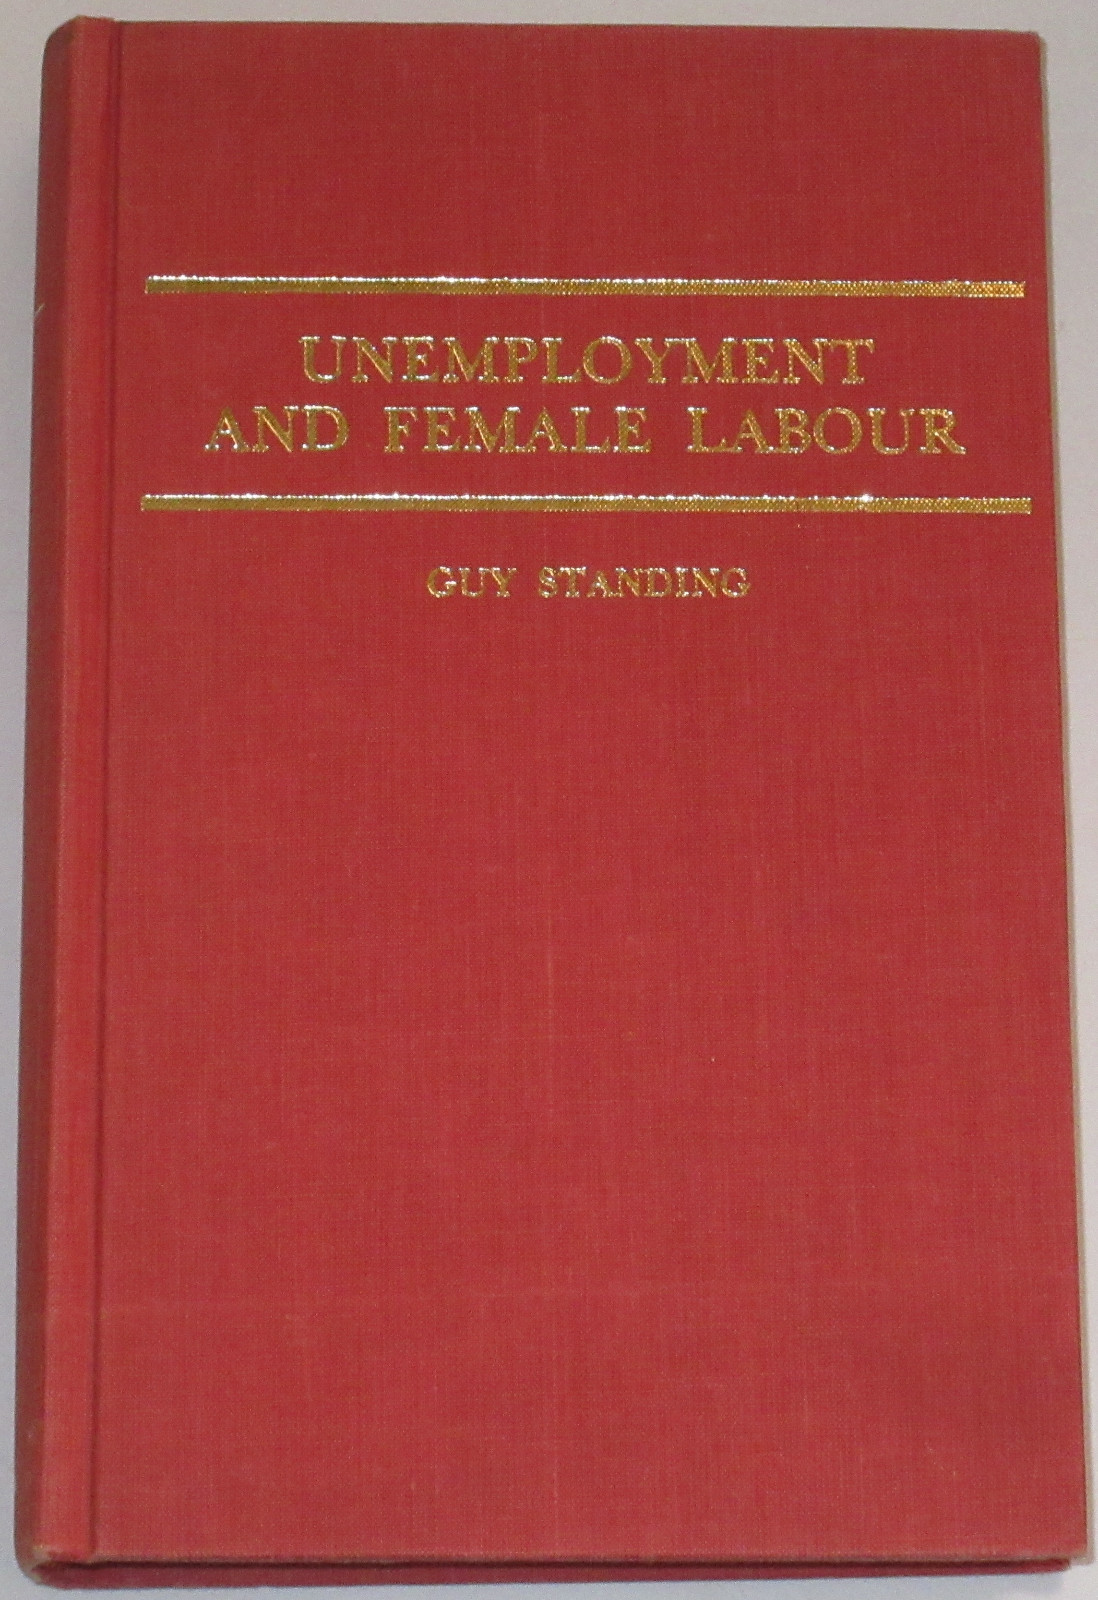 UNEMPLOYMENT
AND FEMALE LABOUR
GUY STANDING